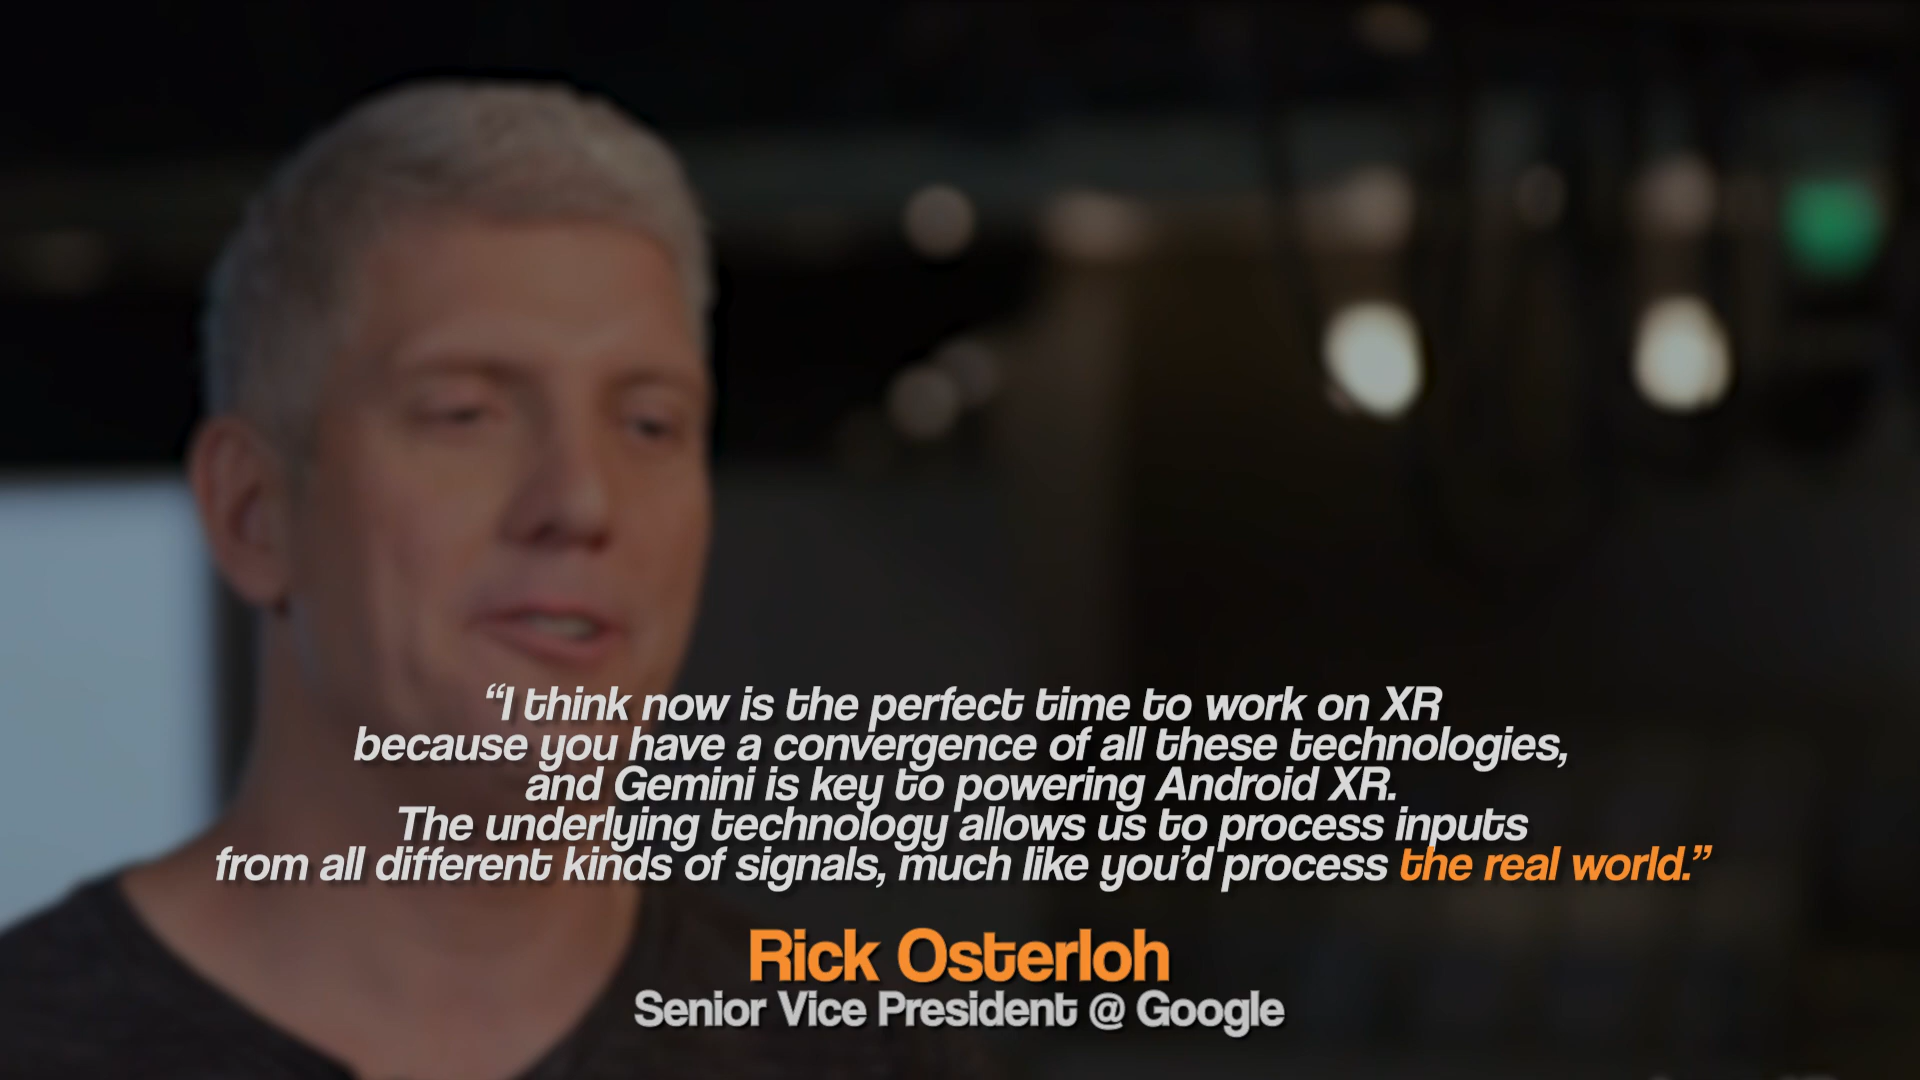 “I think now is the perfect time to work on XR
because you have a convergence of all these technologies,
and Gemini is key to powering Android XR.
The underlying technology allows us to process inputs
from all different kinds of signals, much like you’d process the real world.”
Rick Osterloh
Senior Vice President @ Google